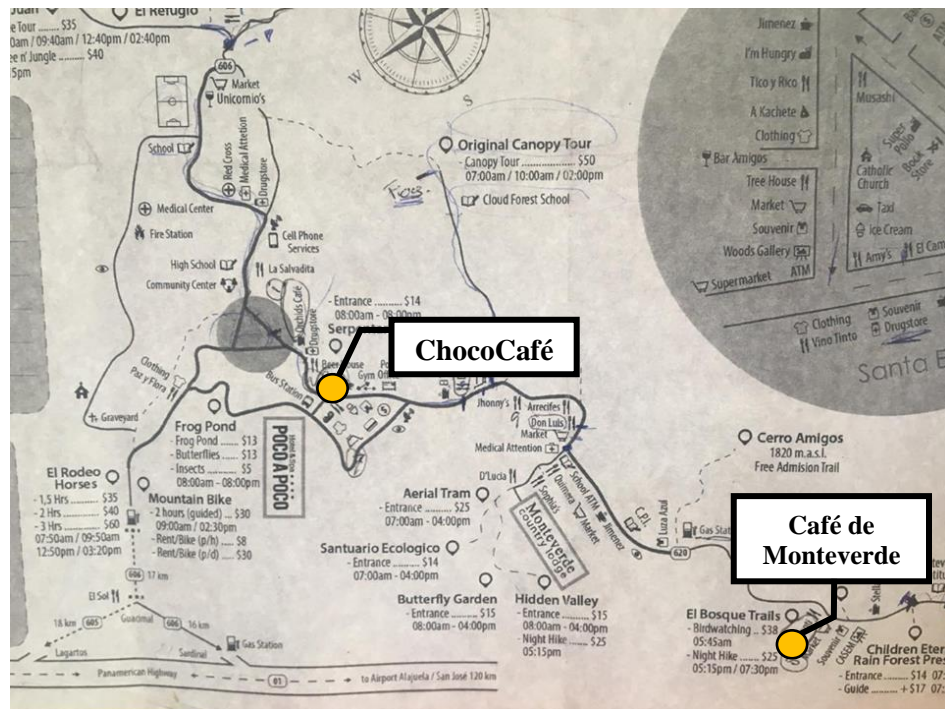 El Refugio
$35
0am / 09:40am / 12:40pm / 02:40pm
$40
5pm
606
Market
Unicornio's
School
Red Cross
Medical Attetion
Drugstore
Medical Center
Fire Station
Cell Phone
Services
High School
Community Center
La Salvadita
Orchids Café
Drugstore
W
S
Original Canopy Tour
- Canopy Tour .......... $50
07:00am / 10:00am / 02:00pm
Cloud Forest School
- Entrance .......... $14
08:00am - 08:00pm
ChocoCafé
Bus Station
Gym
Clothing
Paz y Flora
Graveyard
Frog Pond
- Frog Pond ...... $13
- Butterflies ...... $13
- Insects ...... $5
08:00am - 08:00pm
POCO A POCO
El Rodeo
Horses
- 1,5 Hrs ....... $35
- 2 Hrs ....... $40
- 3 Hrs ....... $60
07:50am / 09:50am
12:50pm / 03:20pm
Mountain Bike
- 2 hours (guided) .. $30
09:00am / 02:30pm
- Rent/Bike (p/h) .... $8
- Rent/Bike (p/d) .... $30
606 17 km
El Sol
Guacimal
18 km 605
606 16 km
Gas Station
Lagartos
Sardinal
Panamerican Highway
01
to Airport Alajuela / San José 120 km
Jhonny's
Arrecifes
Don Luis
Market
Medical Attention
D'Lucia
Sophia's
Quimera
School
ATM
Market
Jimenez
C.P.I.
Luza Azul
620
Monteverde
country lodge
Aerial Tram
- Entrance .......... $25
07:00am - 04:00pm
Santuario Ecologico
- Entrance .......... $14
07:00am - 04:00pm
Butterfly Garden
- Entrance .......... $15
08:00am - 04:00pm
Hidden Valley
- Entrance .......... $15
08:00am - 04:00pm
- Night Hike .......... $25
05:15pm
Cerro Amigos
1820 m.a.s.l.
Free Admision Trail
Café de
Monteverde
El Bosque Trails
- Birdwatching ... $38
05:45am
- Night Hike ..... $25
05:15pm / 07:30pm
Souvenir
CASEM
Children Eter
Rain Forest Pres
- Entrance ........ $14
- Guide ....... + $17
Jimenez
I'm Hungry
Tico y Rico
A Kachete
Clothing
Bar Amigos
Tree House
Market
Souvenir
Woods Gallery
Supermarket
ATM
Musashi
Super
Pollo
Book
Store
Catholic
Church
Taxi
Ice Cream
Amy's
Clothing
Vino Tinto
Souvenir
Drugstore
Santa E